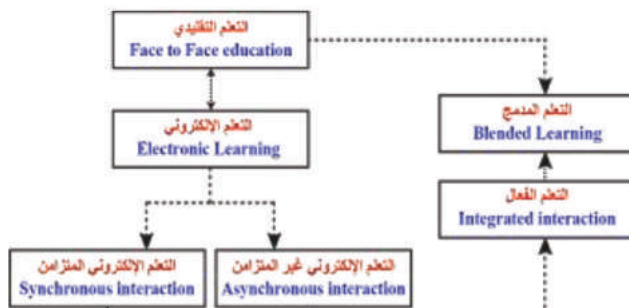 التعلم التقليدي
Face to Face education
التعلم الإلكتروني
Electronic Learning
التعلم المدمج
Blended Learning
التعلم الفعال
Integrated interaction
التعلم الإلكتروني المتزامن
Synchronous interaction
التعلم الإلكتروني غير المتزامن
Asynchronous interaction